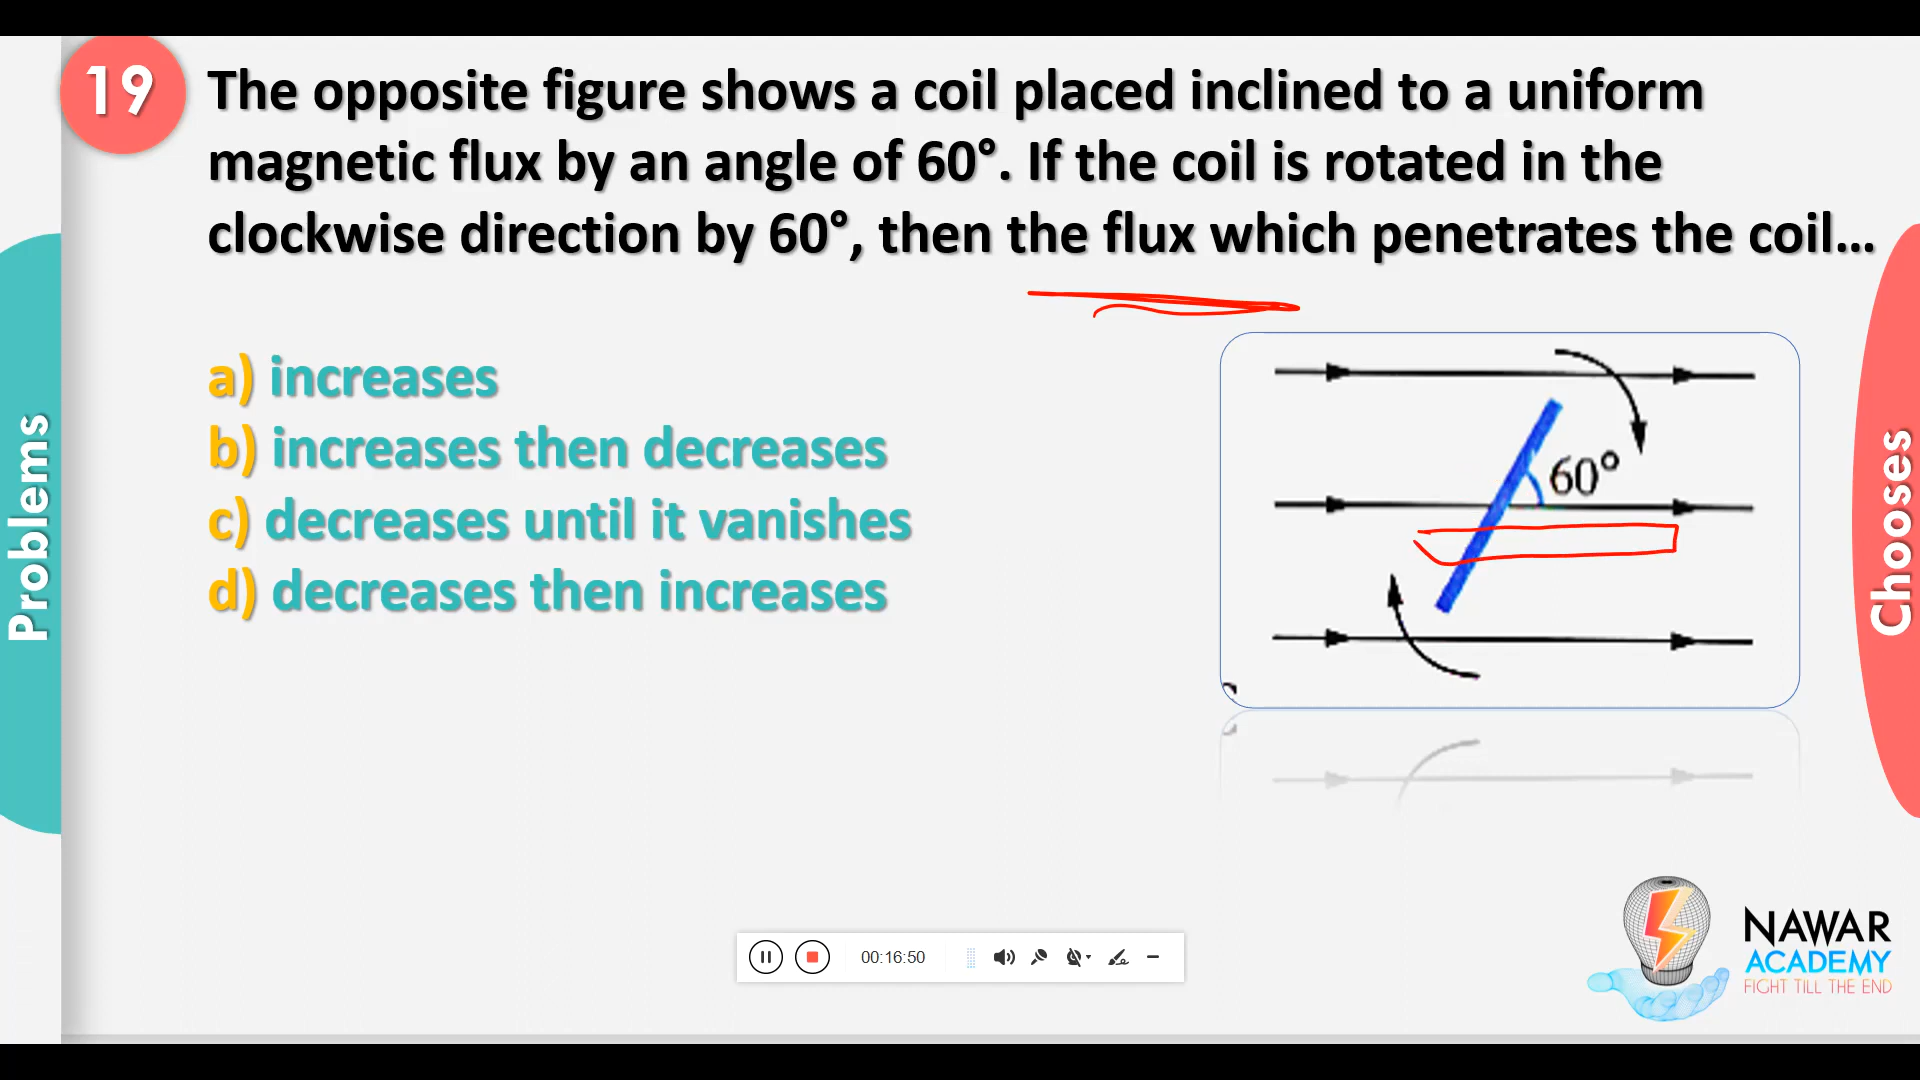 19
The opposite figure shows a coil placed inclined to a uniform
magnetic flux by an angle of 60°. If the coil is rotated in the
clockwise direction by 60°, then the flux which penetrates the coil...
a) increases
b) increases then decreases
c) decreases until it vanishes
d) decreases then increases
60°
Problems
Chooses
00:16:50
NAWAR
ACADEMY
FIGHT TILL THE END